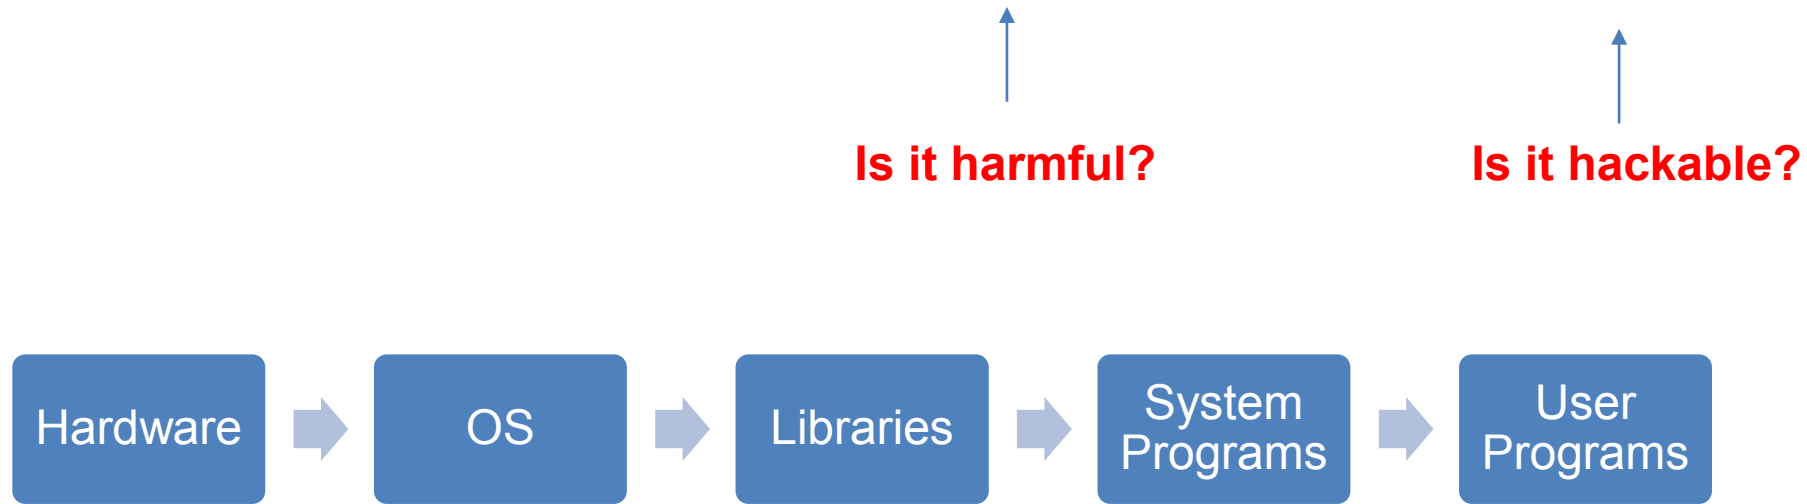 Is it harmful?
Is it hackable?
Hardware
OS
Libraries
System
Programs
User
Programs